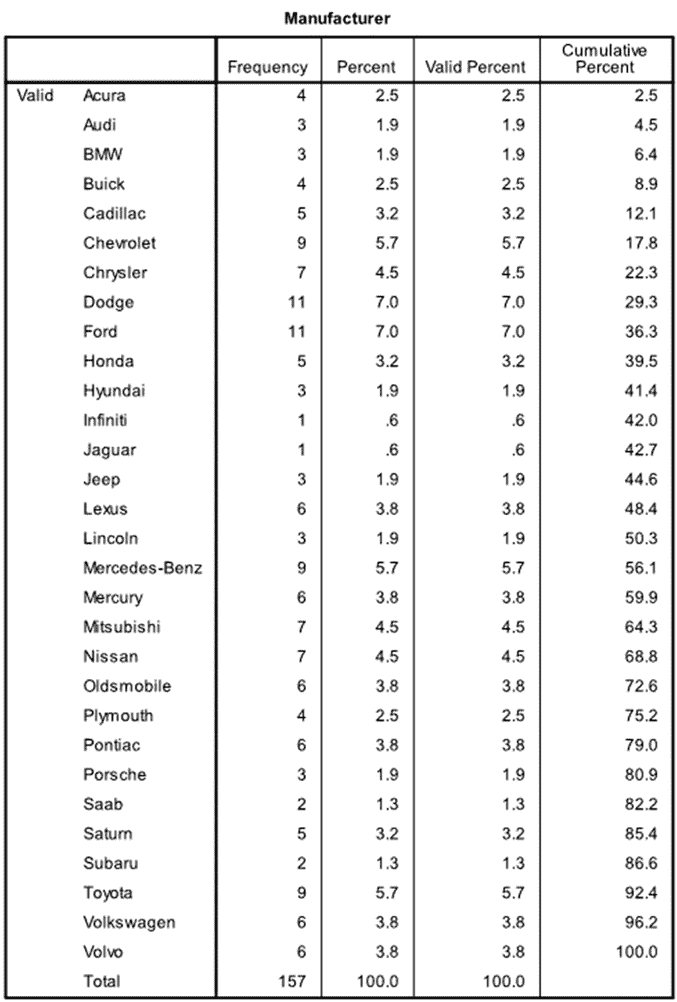 Manufacturer
Frequency Percent Valid Percent Cumulative Percent
Valid Acura 4 2.5 2.5 2.5
Audi 3 1.9 1.9 4.5
BMW 3 1.9 1.9 6.4
Buick 4 2.5 2.5 8.9
Cadillac 5 3.2 3.2 12.1
Chevrolet 9 5.7 5.7 17.8
Chrysler 7 4.5 4.5 22.3
Dodge 11 7.0 7.0 29.3
Ford 11 7.0 7.0 36.3
Honda 5 3.2 3.2 39.5
Hyundai 3 1.9 1.9 41.4
Infiniti 1 .6 .6 42.0
Jaguar 1 .6 .6 42.7
Jeep 3 1.9 1.9 44.6
Lexus 6 3.8 3.8 48.4
Lincoln 3 1.9 1.9 50.3
Mercedes-Benz 9 5.7 5.7 56.1
Mercury 6 3.8 3.8 59.9
Mitsubishi 7 4.5 4.5 64.3
Nissan 7 4.5 4.5 68.8
Oldsmobile 6 3.8 3.8 72.6
Plymouth 4 2.5 2.5 75.2
Pontiac 6 3.8 3.8 79.0
Porsche 3 1.9 1.9 80.9
Saab 2 1.3 1.3 82.2
Saturn 5 3.2 3.2 85.4
Subaru 2 1.3 1.3 86.6
Toyota 9 5.7 5.7 92.4
Volkswagen 6 3.8 3.8 96.2
Volvo 6 3.8 3.8 100.0
Total 157 100.0 100.0